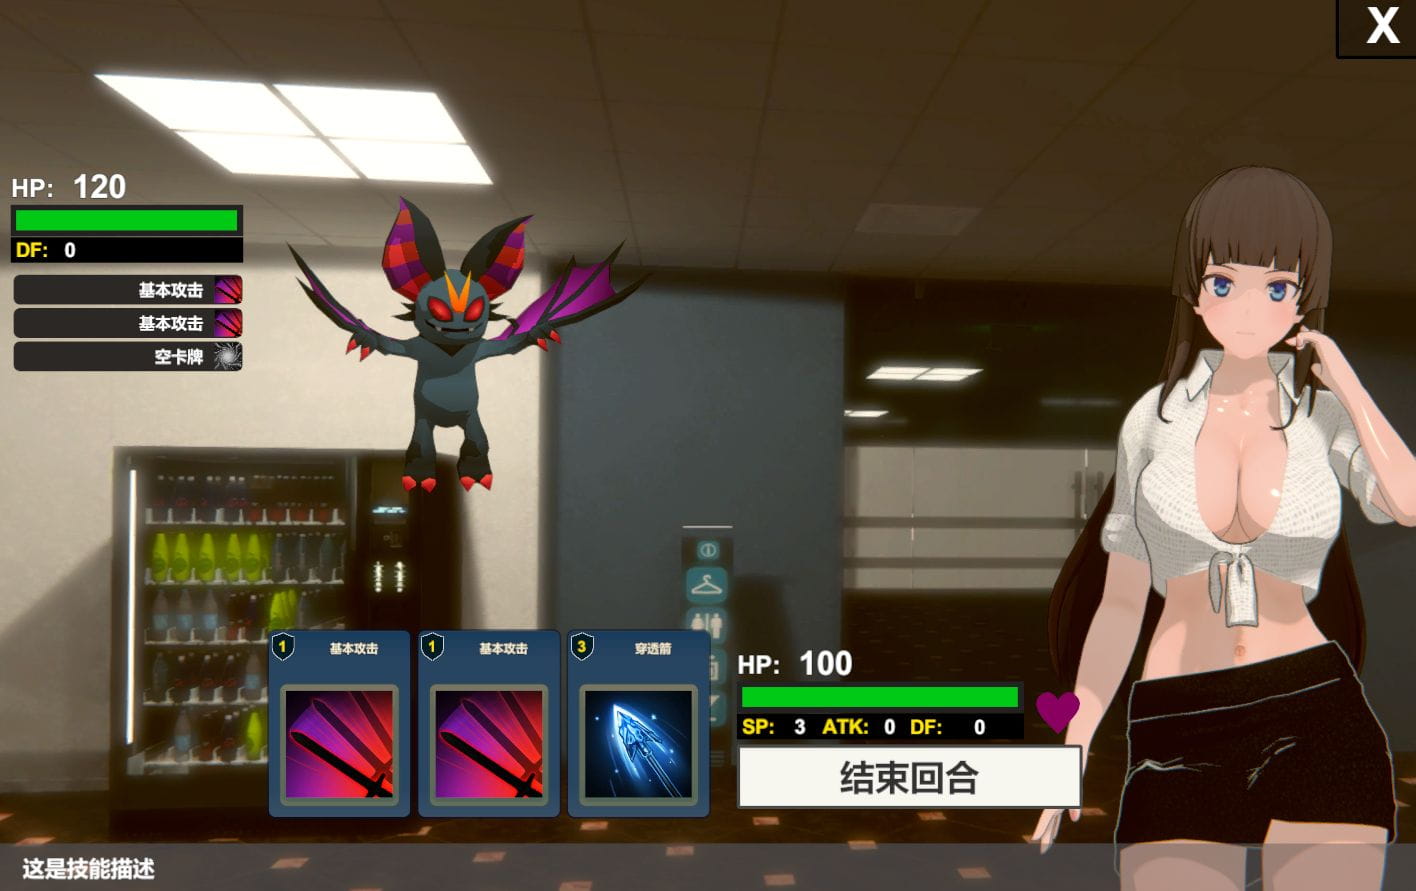 X
HP: 120
DF: 0
基本攻击
基本攻击
空卡牌
1 基本攻击
1 基本攻击
3 穿透箭
HP: 100
SP: 3 ATK: 0 DF: 0
结束回合
这是技能描述